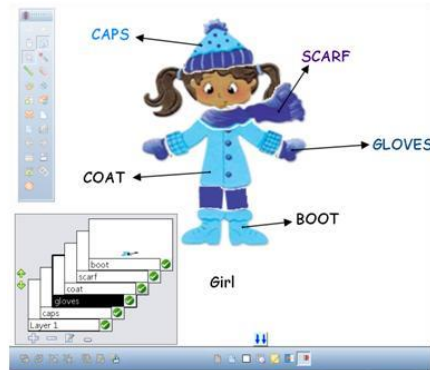 CAPS
SCARF
GLOVES
COAT
BOOT
Girl
boot
scarf
coat
gloves
caps
Layer 1